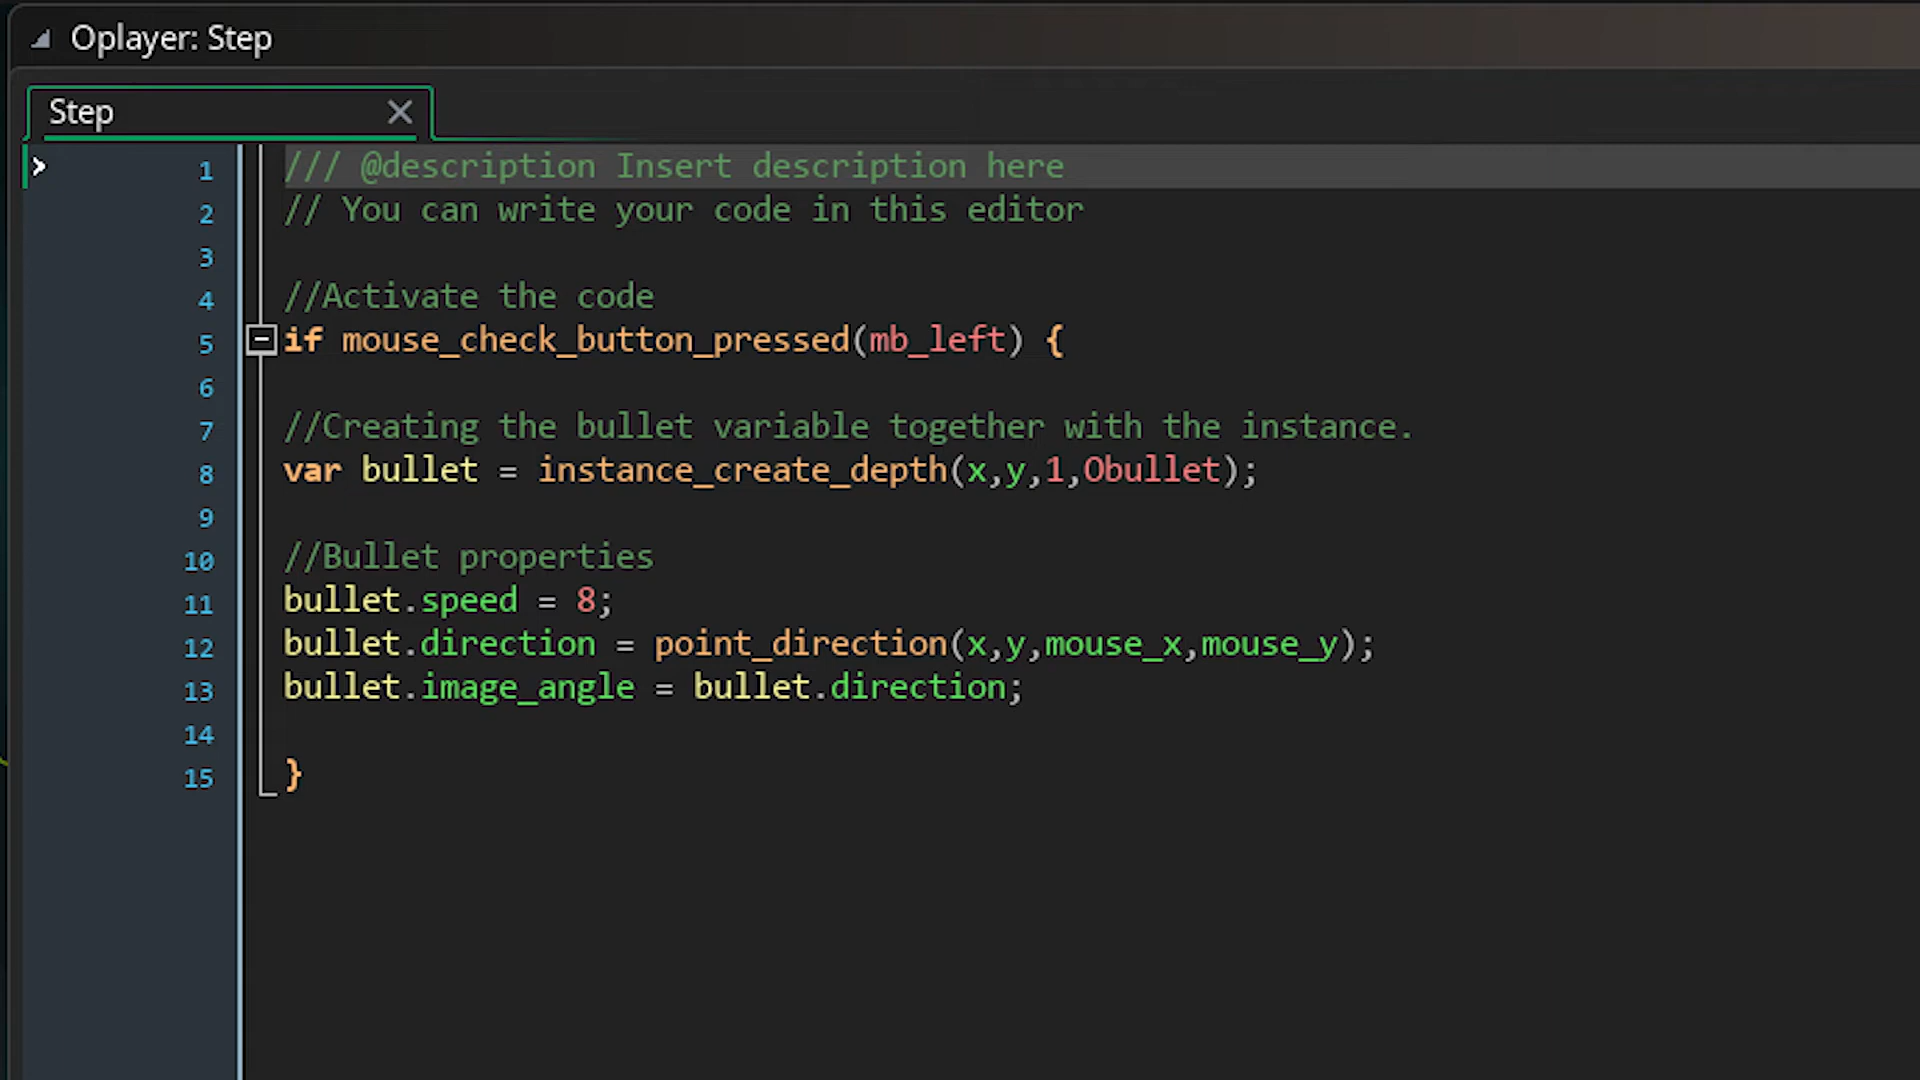 Oplayer: Step
Step
1 /// @description Insert description here
2 // You can write your code in this editor
3
4 //Activate the code
5 if mouse_check_button_pressed(mb_left) {
6
7 //Creating the bullet variable together with the instance.
8 var bullet = instance_create_depth(x,y,1,Obullet);
9
10 //Bullet properties
11 bullet.speed = 8;
12 bullet.direction = point_direction(x,y,mouse_x,mouse_y);
13 bullet.image_angle = bullet.direction;
14
15 }